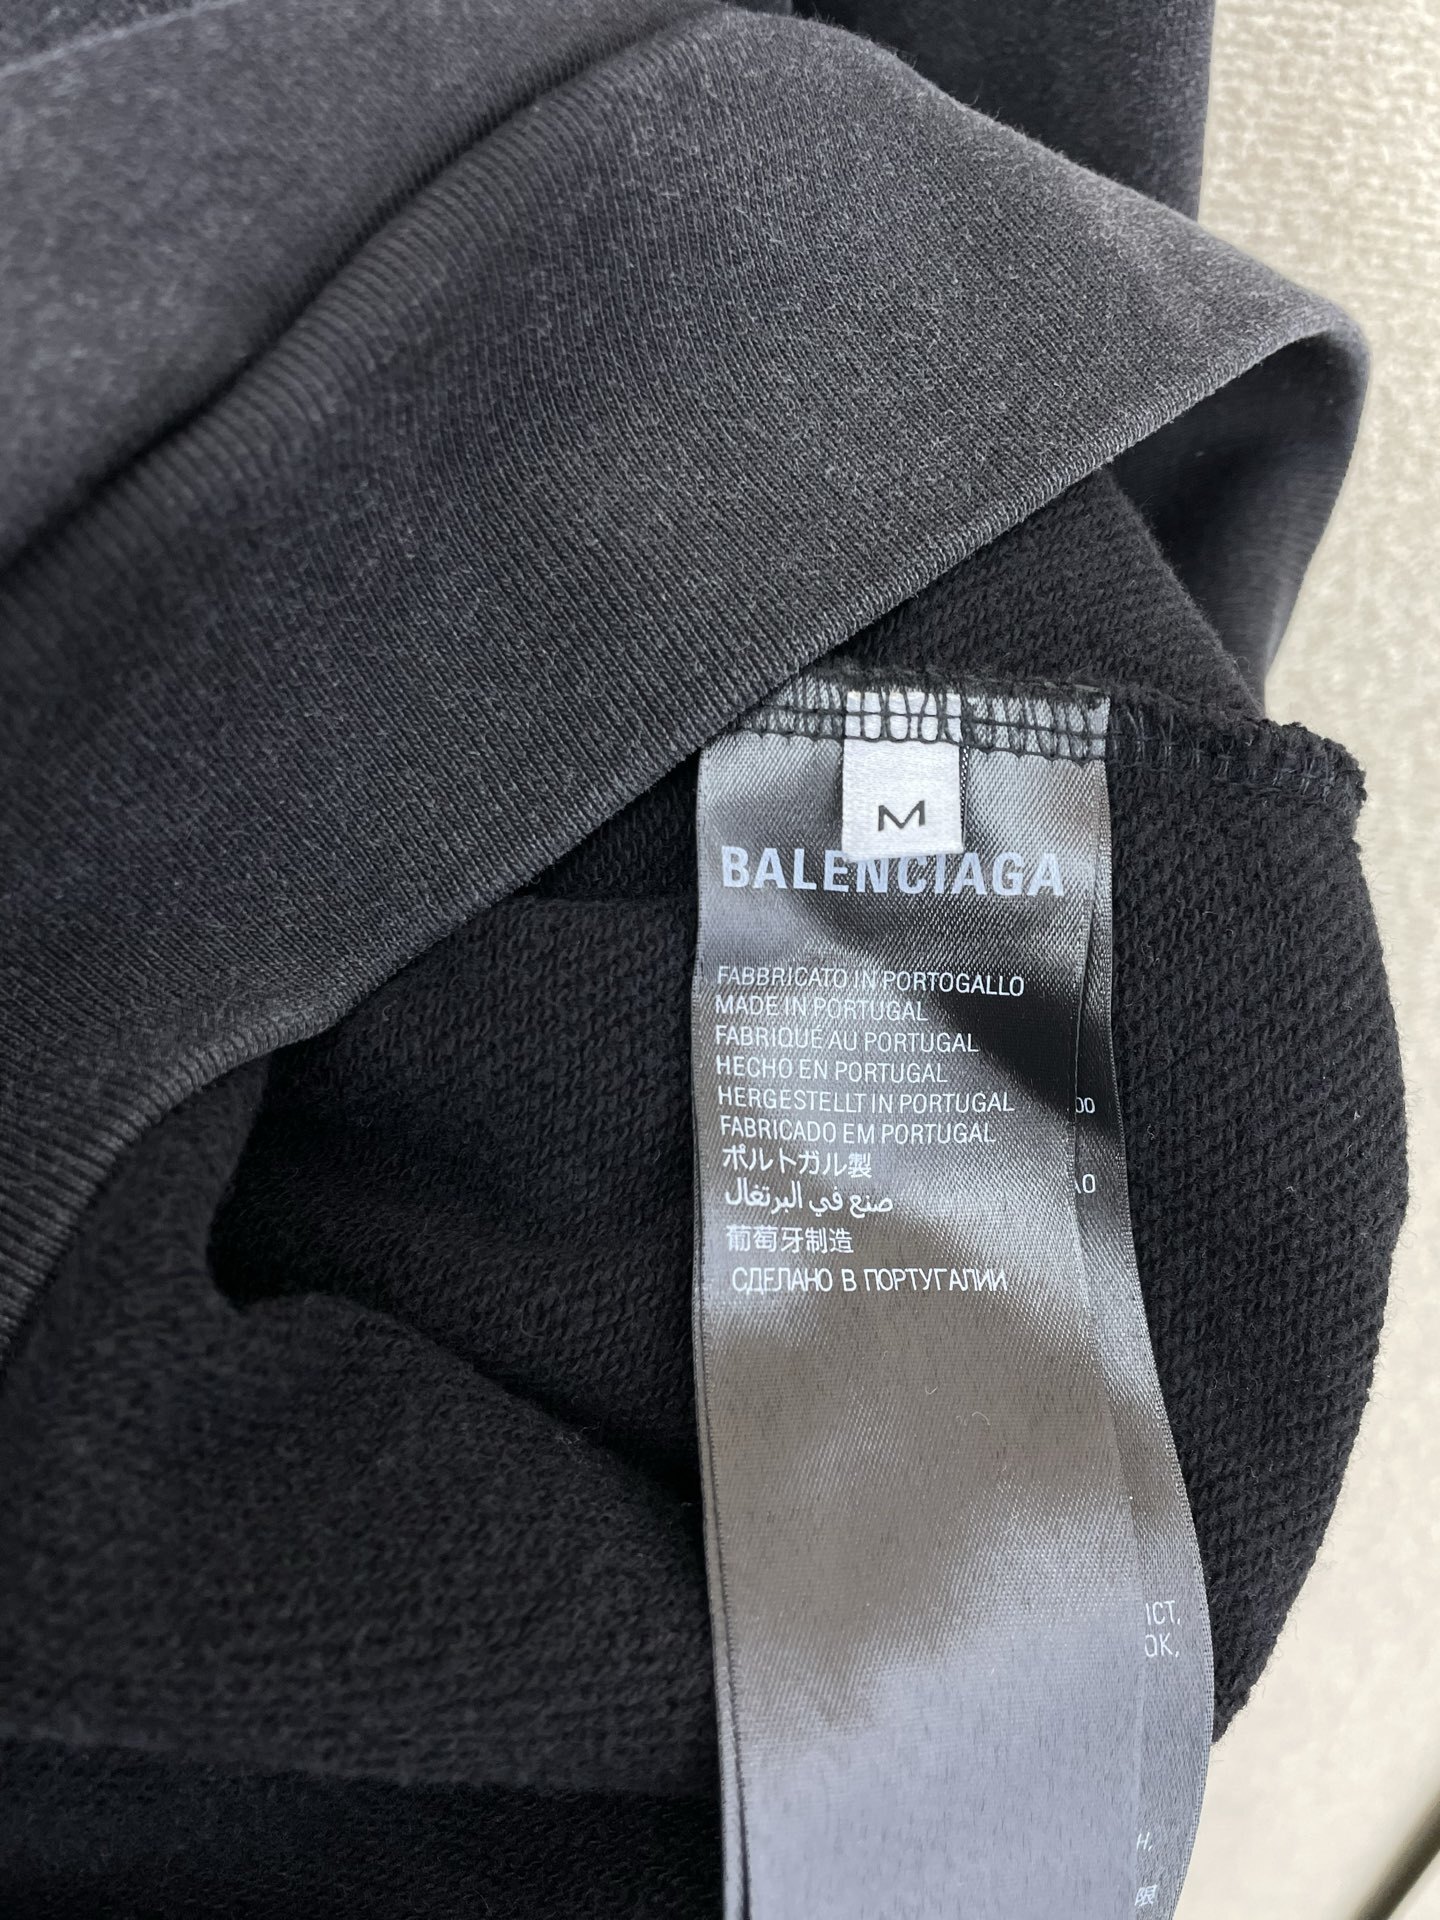 M
BALENCIAGA
FABBRICATO IN PORTOGALLO
MADE IN PORTUGAL
FABRIQUÉ AU PORTUGAL
HECHO EN PORTUGAL
HERGESTELLT IN PORTUGAL
FABRICADO EM PORTUGAL
ポルトガル製
صنع في البرتغال
葡萄牙制造
СДЕЛАНО В ПОРТУГАЛИИ